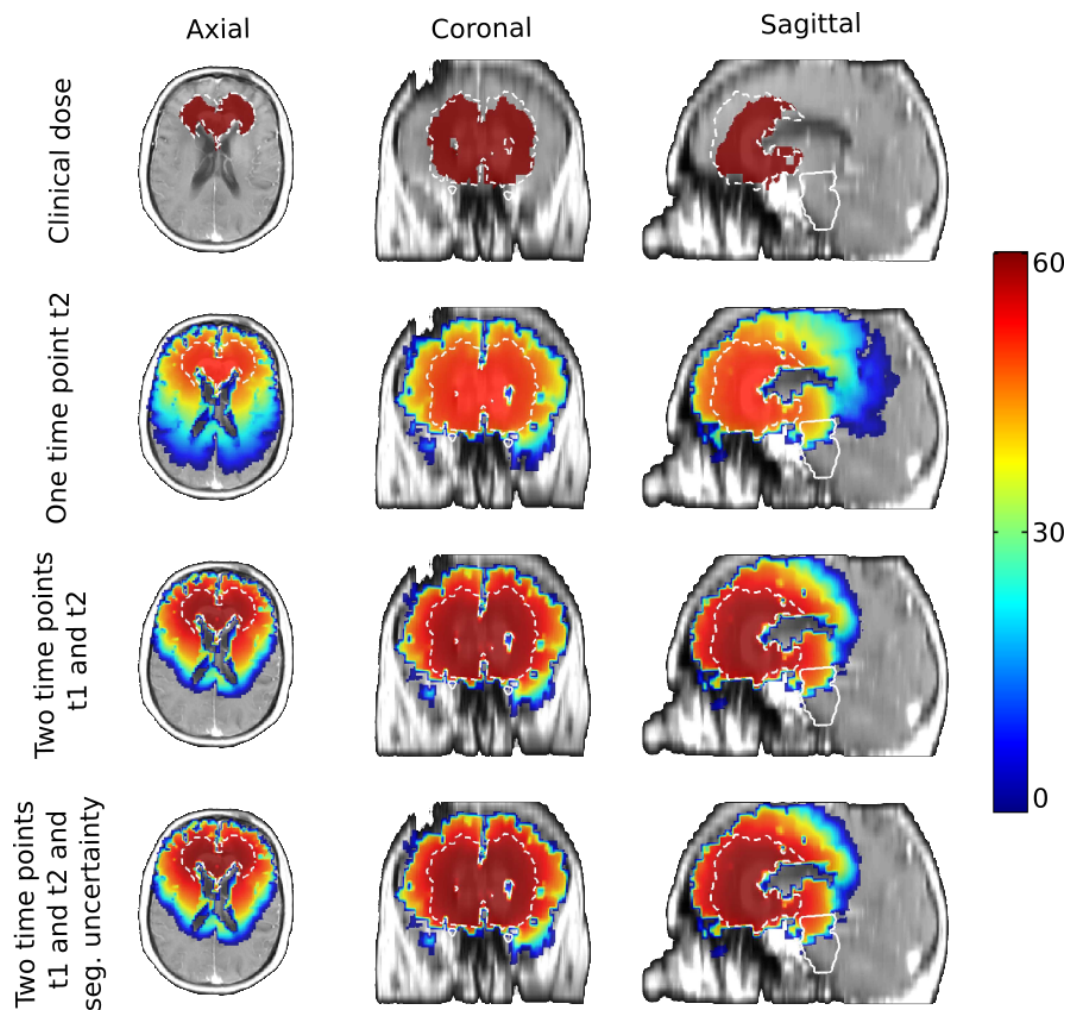 Axial
Coronal
Sagittal
Clinical dose
One time point t2
Two time points
t1 and t2
Two time points
t1 and t2 and
seg. uncertainty
60
30
0